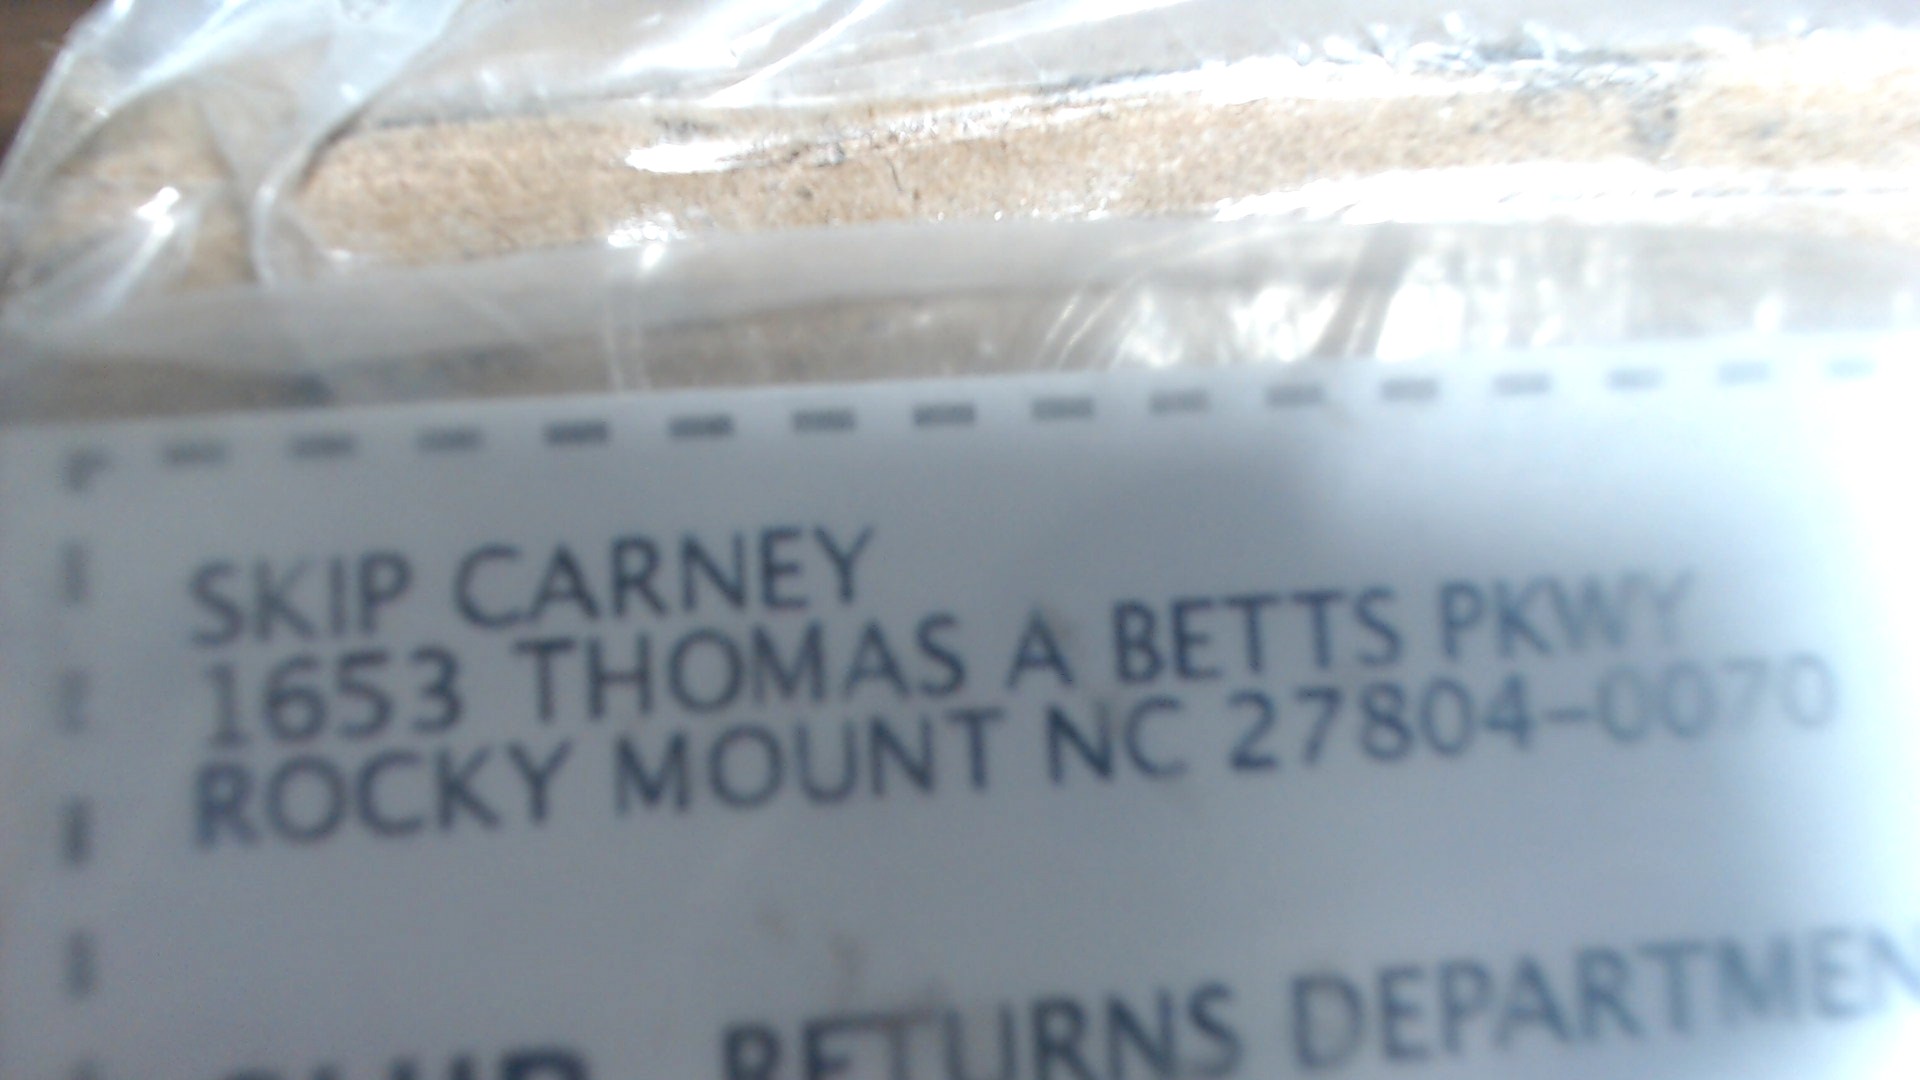 SKIP CARNEY
1653 THOMAS A BETTS PKWY
ROCKY MOUNT NC 27804-0070
RETURNS DEPARTMEN